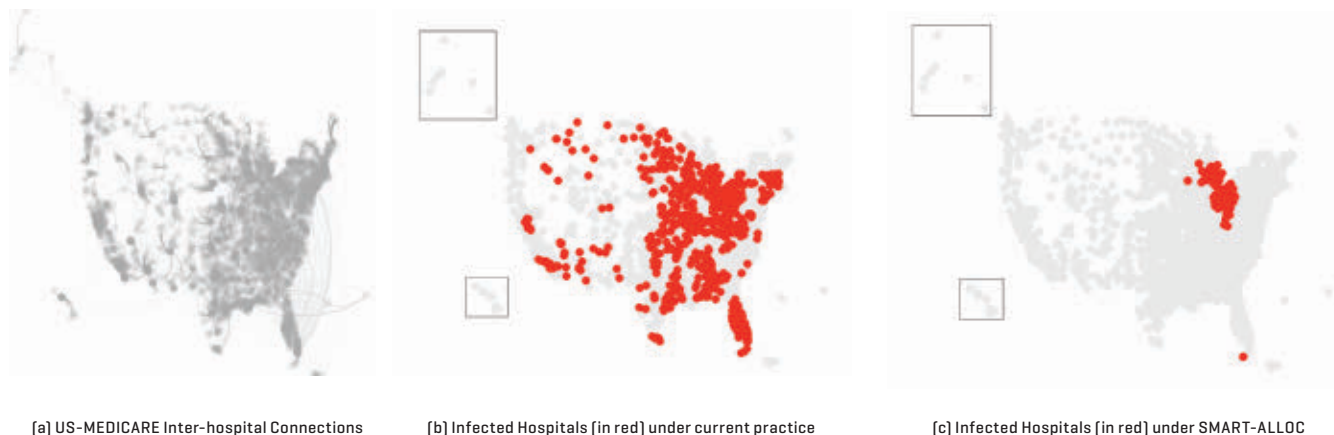 [a] US-MEDICARE Inter-hospital Connections
[b] Infected Hospitals [in red] under current practice
[c] Infected Hospitals [in red] under SMART-ALLOC